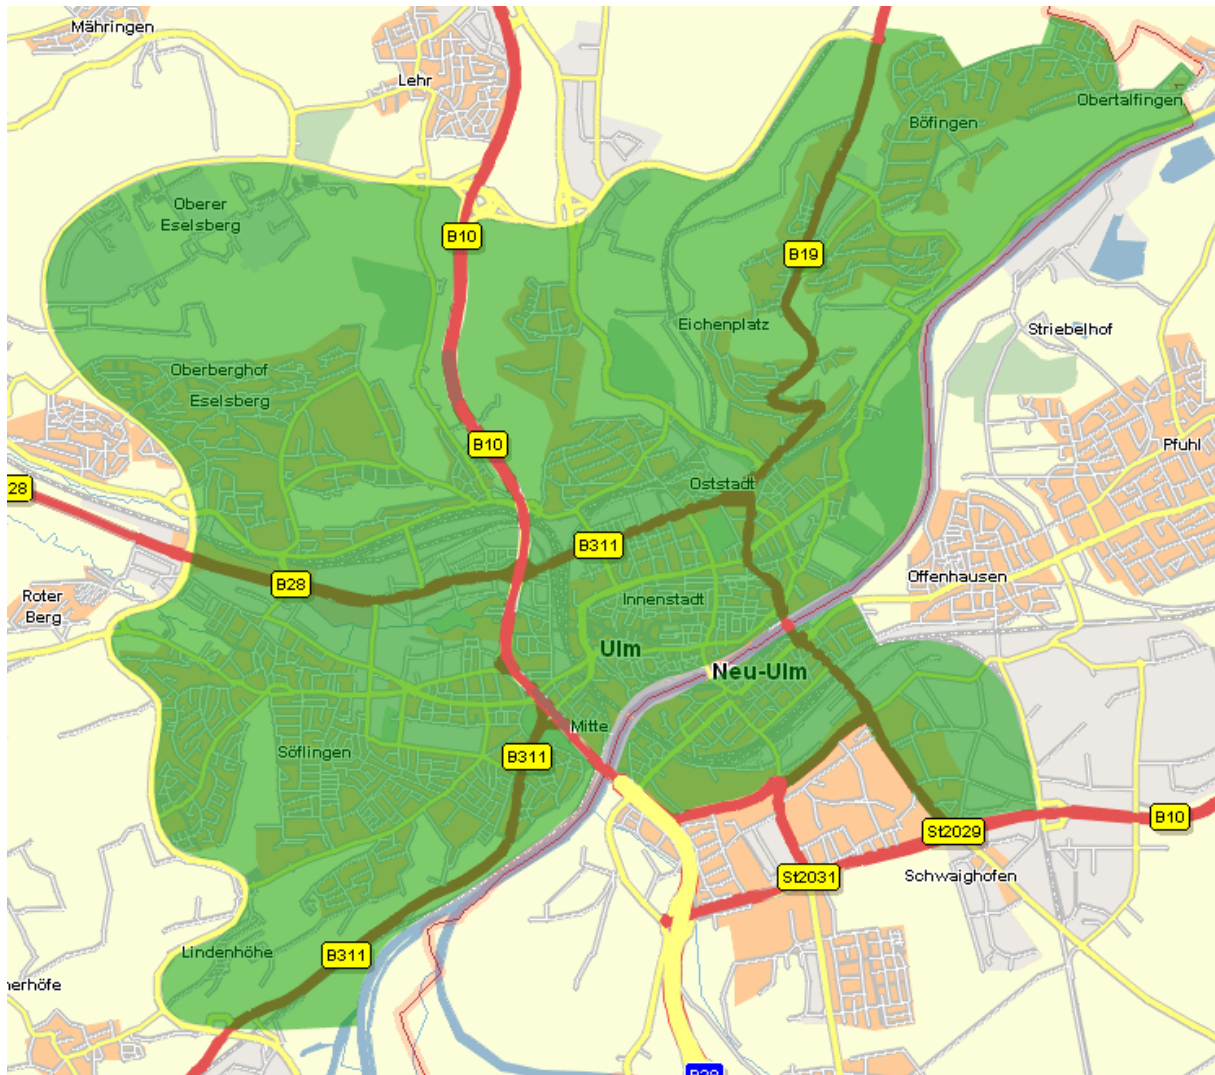 Mähringen
Lehr
Obertalfingen
Böfingen
Oberer
Eselsberg
B10
B19
Eichenplatz
Striebelhof
Oberberghof
Eselsberg
B10
Pfuhl
28
Oststadt
B311
B28
Offenhausen
Roter
Berg
Innenstadt
Ulm
Neu-Ulm
Mitte
Söflingen
B311
B10
St2029
St2031
Schwaighofen
Lindenhöhe
B311
nerhöfe